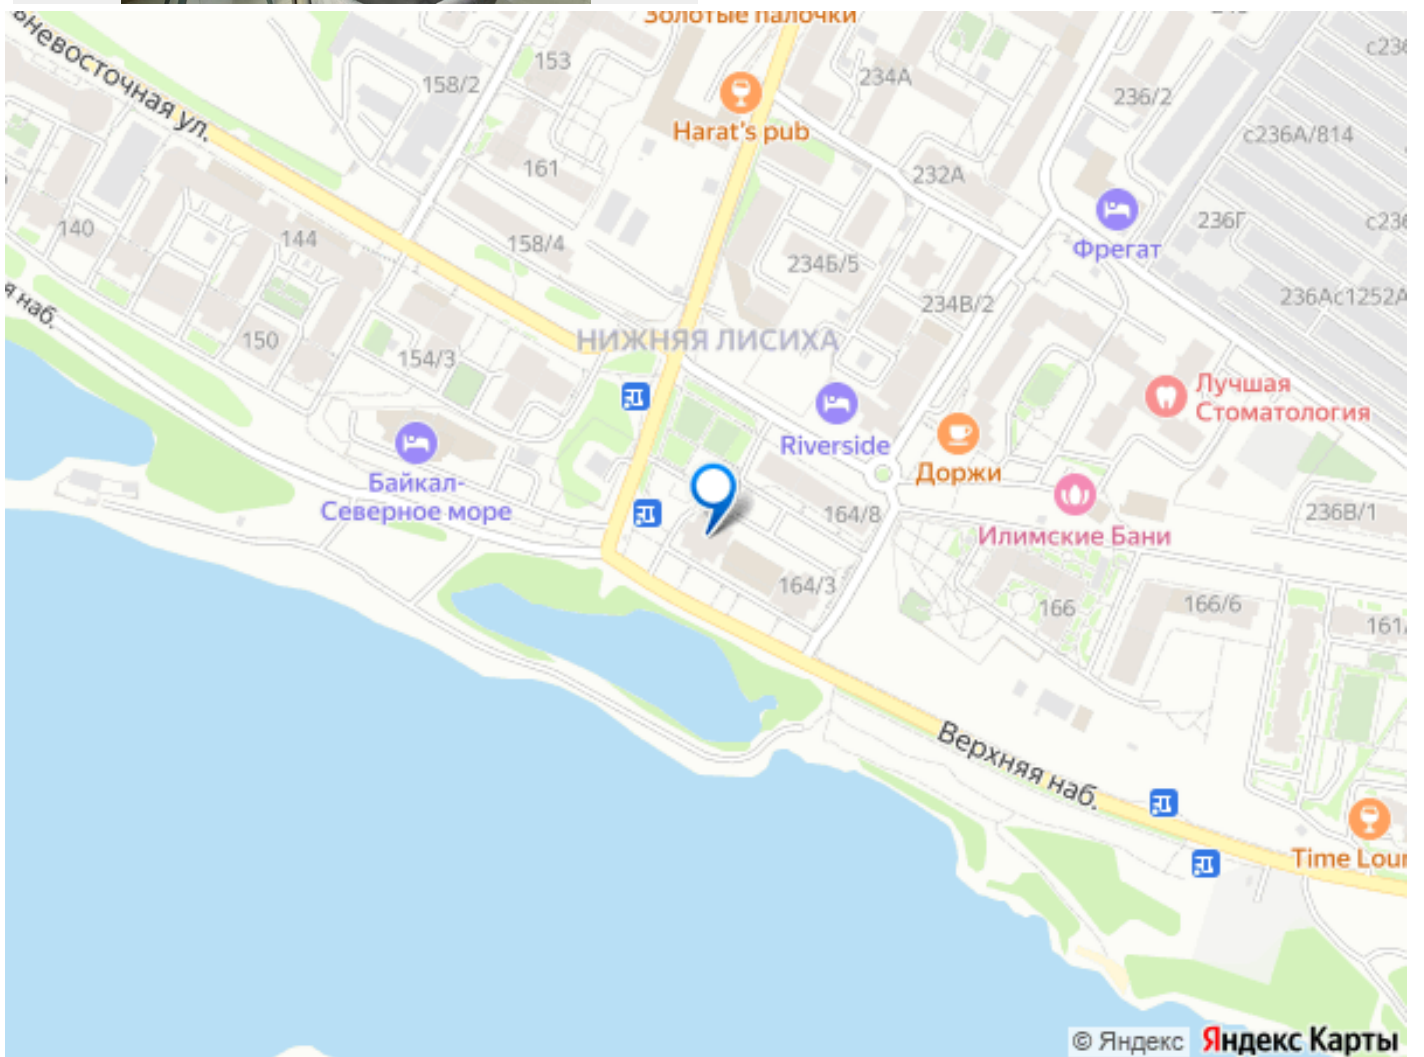 Золотые палочки
153
158/2
234А
236/2
Harat's pub
с236А/814
161
232А
140
144
158/4
234Б/5
Фрегат
236Г
234В/2
236Ас1252А
НИЖНЯЯ ЛИСИХА
150
154/3
Лучшая
Стоматология
Riverside
Доржи
Байкал-
Северное море
164/8
Илимские Бани
236В/1
164/3
166
166/6
Верхняя наб.
© Яндекс
Яндекс Карты